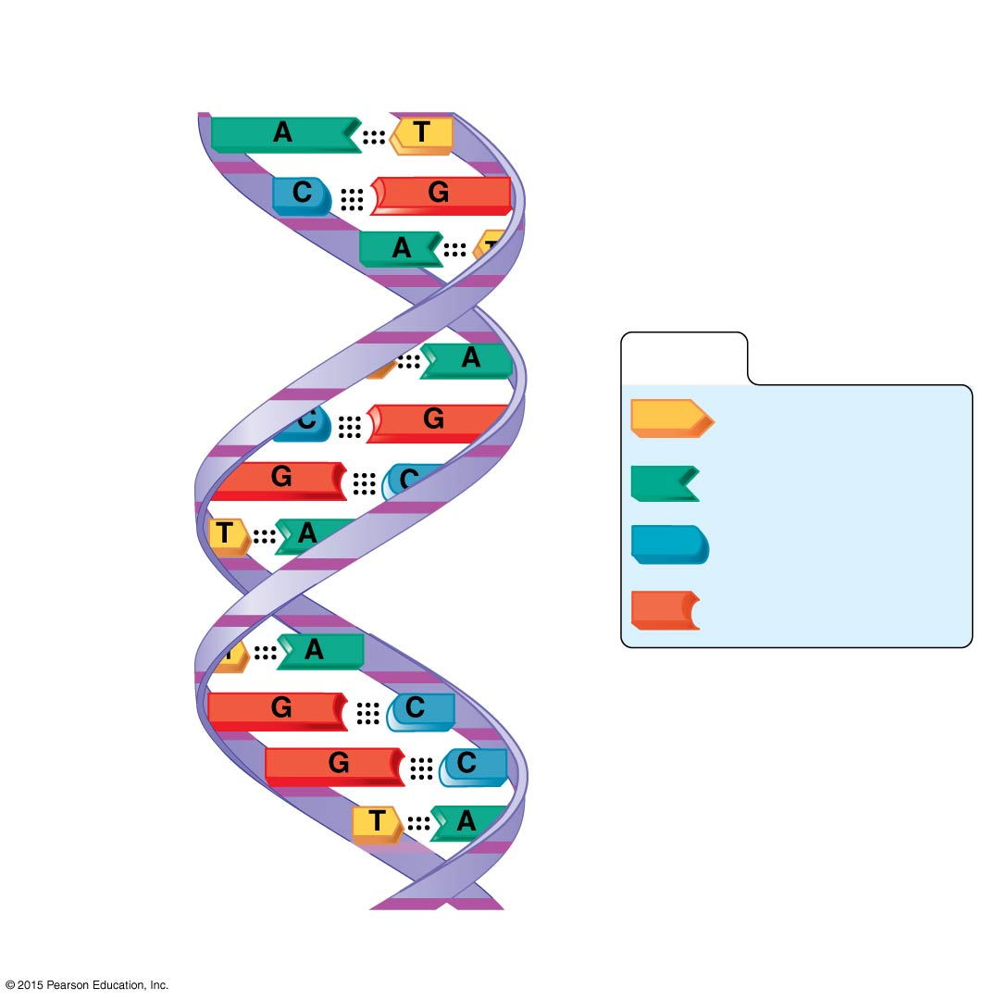 A T
C G
A T
A
C G
G C
T A
T A
G C
G C
T A
© 2015 Pearson Education, Inc.